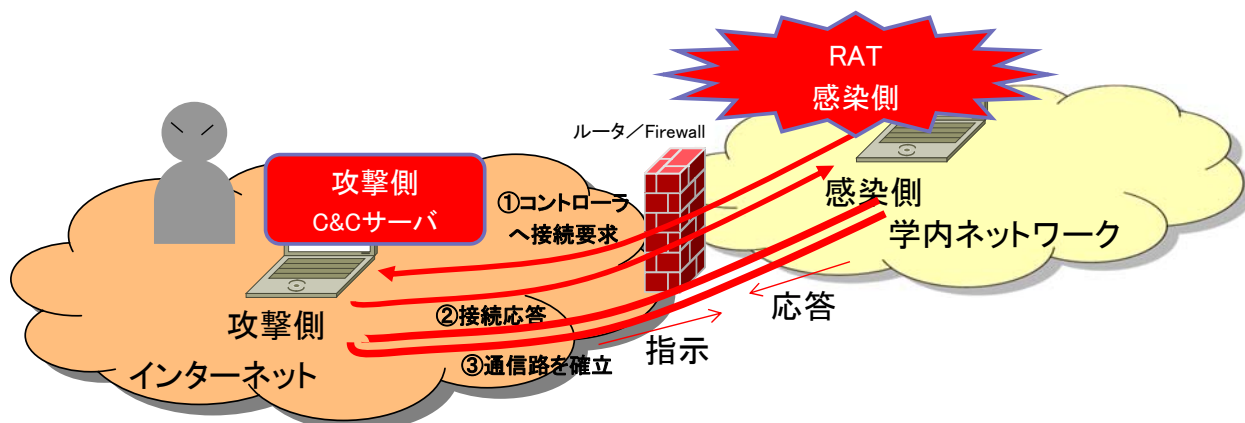 RAT
感染側
ルータ／Firewall
攻撃側
C&Cサーバ
①コントローラ
へ接続要求
感染側
学内ネットワーク
②接続応答
応答
攻撃側
指示
③通信路を確立
インターネット